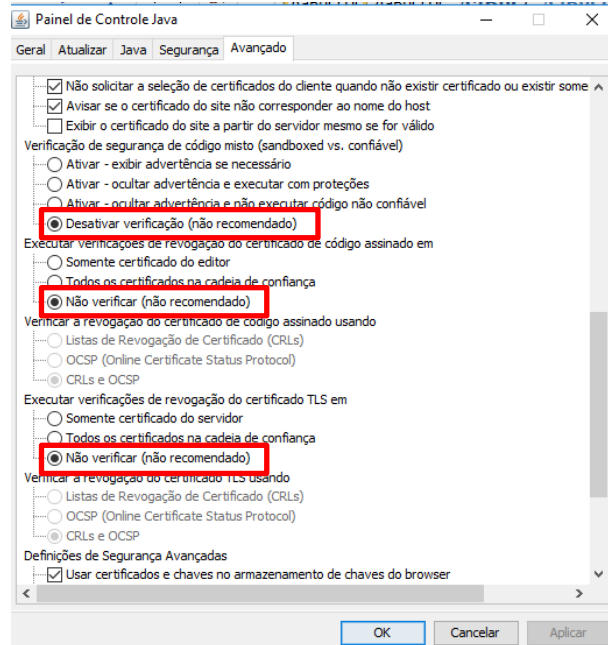 Painel de Controle Java
Geral Atualizar Java Segurança Avançado
Não solicitar a seleção de certificados do cliente quando não existir certificado ou existir some
Avisar se o certificado do site não corresponder ao nome do host
Exibir o certificado do site a partir do servidor mesmo se for válido
Verificação de segurança de código misto (sandboxed vs. confiável)
Ativar - exibir advertência se necessário
Ativar - ocultar advertência e executar com proteções
Ativar - ocultar advertência e não executar código não confiável
Desativar verificação (não recomendado)
Executar verificações de revogação do certificado de código assinado em
Somente certificado do editor
Todos os certificados na cadeia de confiança
Não verificar (não recomendado)
Verificar a revogação do certificado de código assinado usando
Listas de Revogação de Certificado (CRLs)
OCSP (Online Certificate Status Protocol)
CRLs e OCSP
Executar verificações de revogação do certificado TLS em
Somente certificado do servidor
Todos os certificados na cadeia de confiança
Não verificar (não recomendado)
Verificar a revogação do certificado TLS usando
Listas de Revogação de Certificado (CRLs)
OCSP (Online Certificate Status Protocol)
CRLs e OCSP
Definições de Segurança Avançadas
Usar certificados e chaves no armazenamento de chaves do browser
OK Cancelar Aplicar